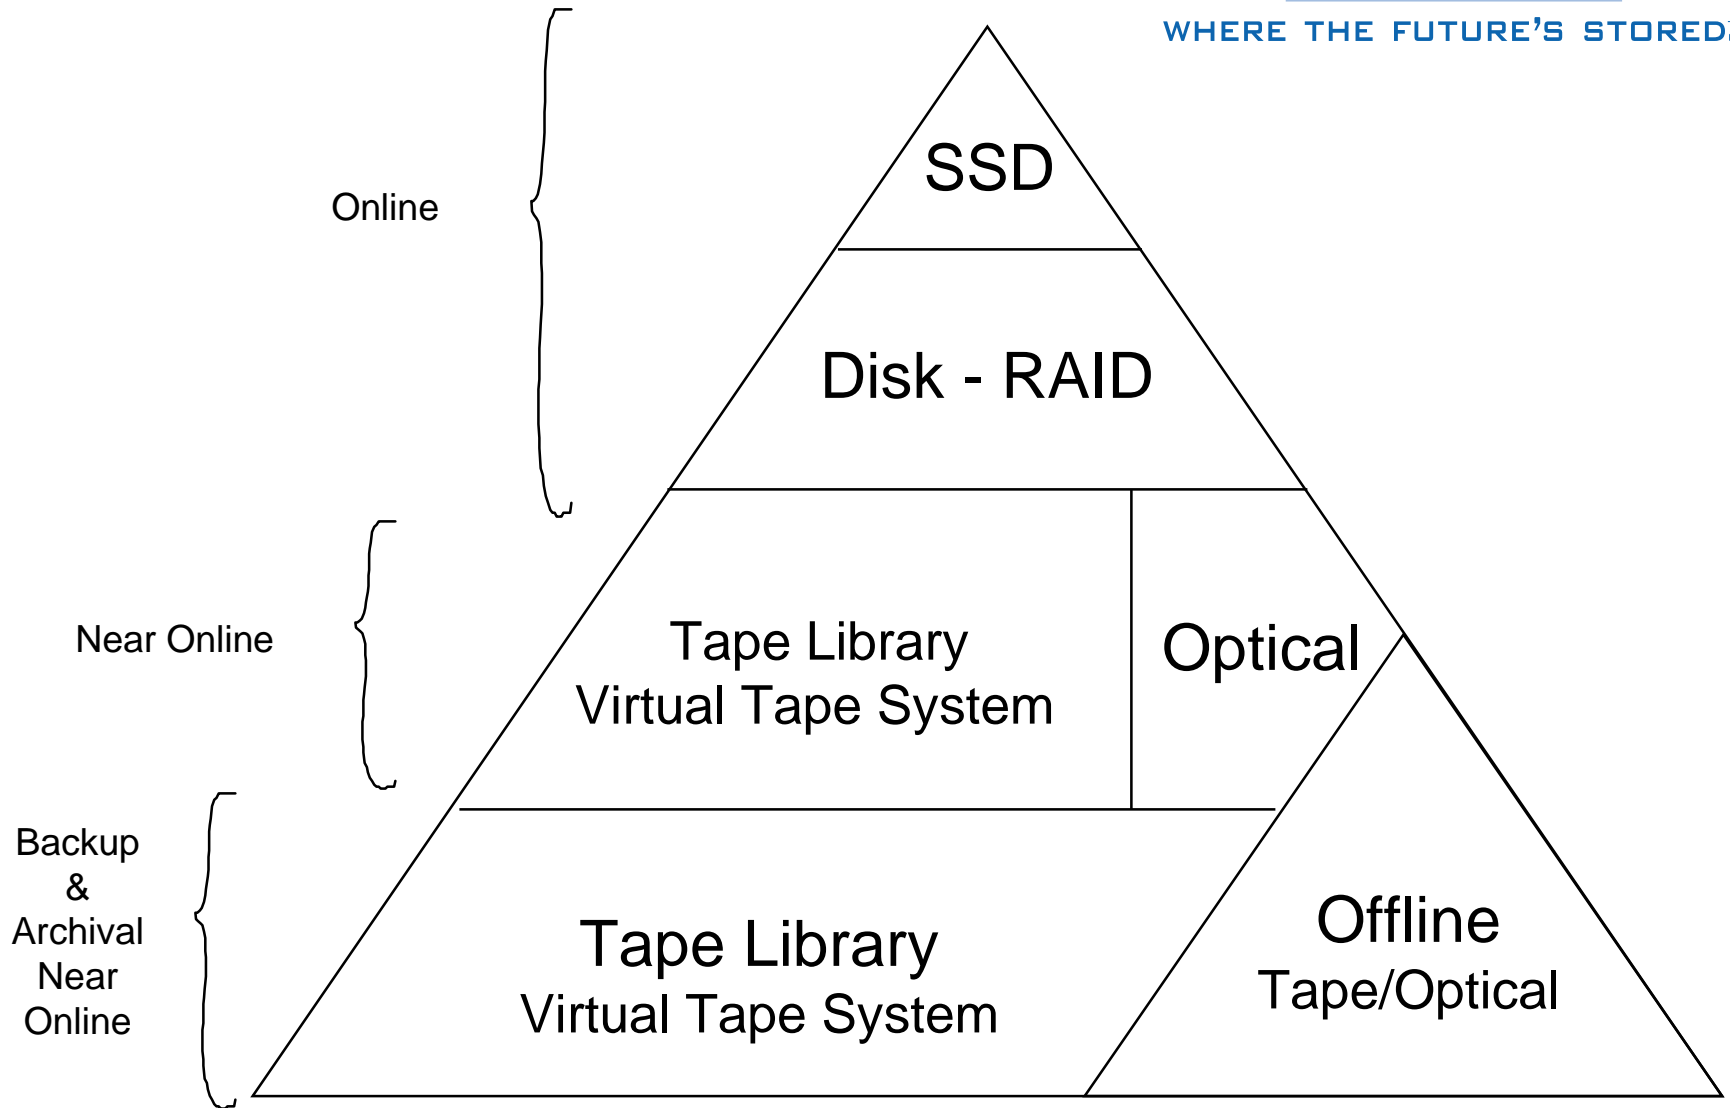 WHERE THE FUTURE'S STORED
SSD
Online
Disk - RAID
Near Online
Tape Library
Virtual Tape System
Optical
Backup
&
Archival
Near
Online
Tape Library
Virtual Tape System
Offline
Tape/Optical